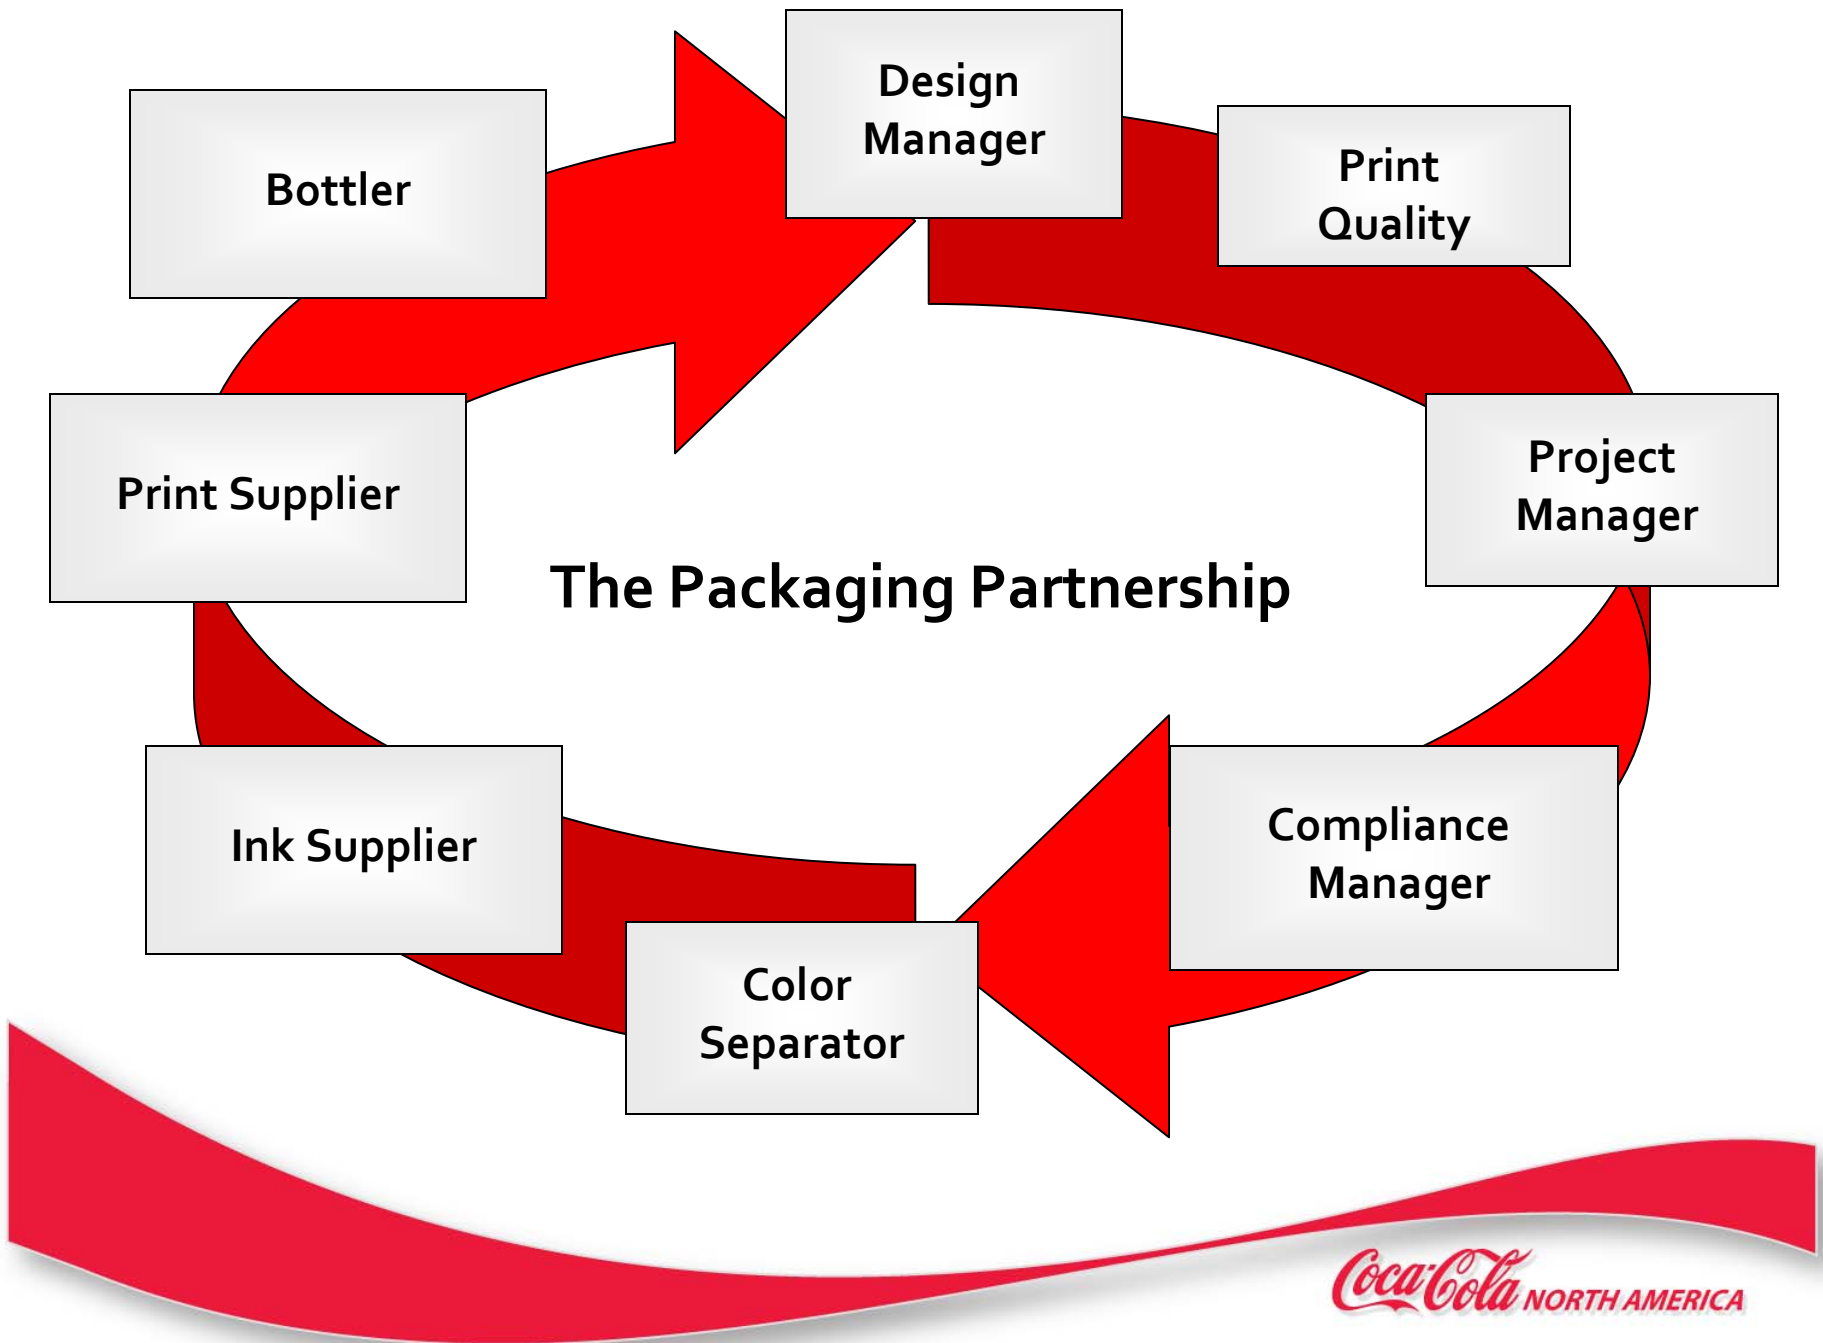 Design
Manager
Print
Quality
Bottler
Project
Manager
Print Supplier
The Packaging Partnership
Compliance
Manager
Ink Supplier
Color
Separator
Coca-Cola NORTH AMERICA